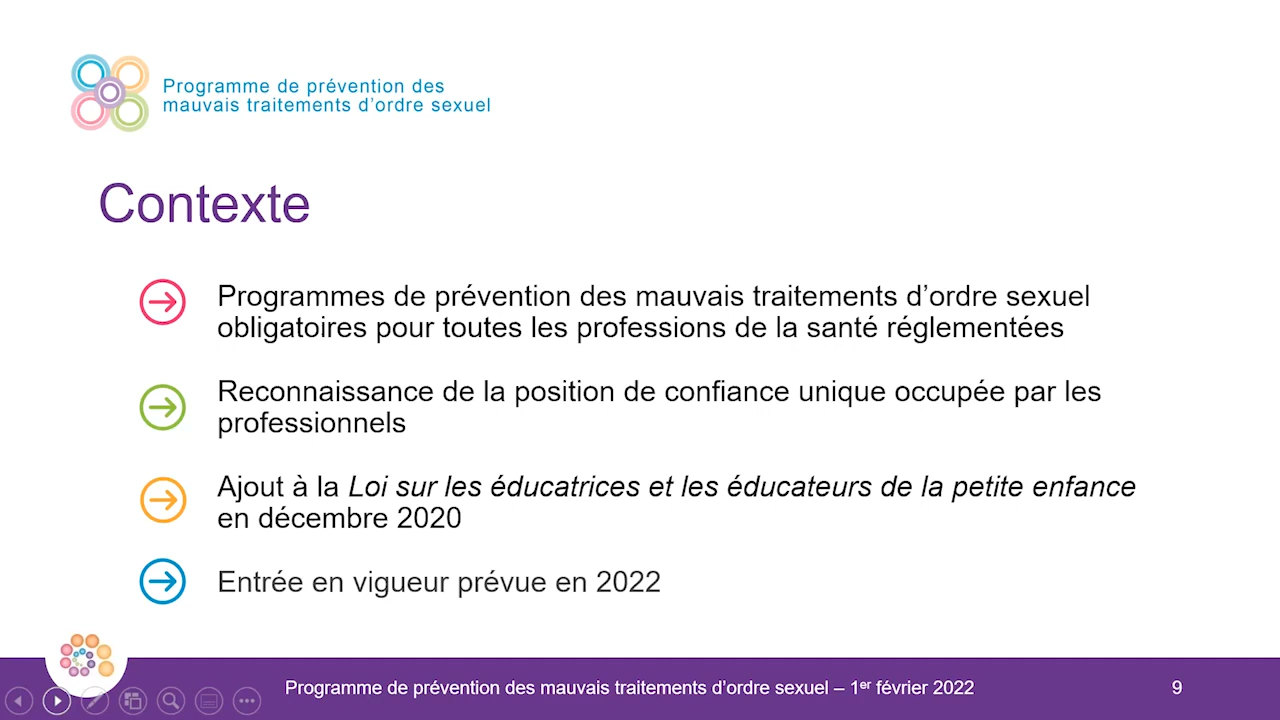 Programme de prévention des
mauvais traitements d’ordre sexuel
Contexte
Programmes de prévention des mauvais traitements d’ordre sexuel
obligatoires pour toutes les professions de la santé réglementées
Reconnaissance de la position de confiance unique occupée par les
professionnels
Ajout à la Loi sur les éducatrices et les éducateurs de la petite enfance
en décembre 2020
Entrée en vigueur prévue en 2022
Programme de prévention des mauvais traitements d’ordre sexuel – 1er février 2022
9